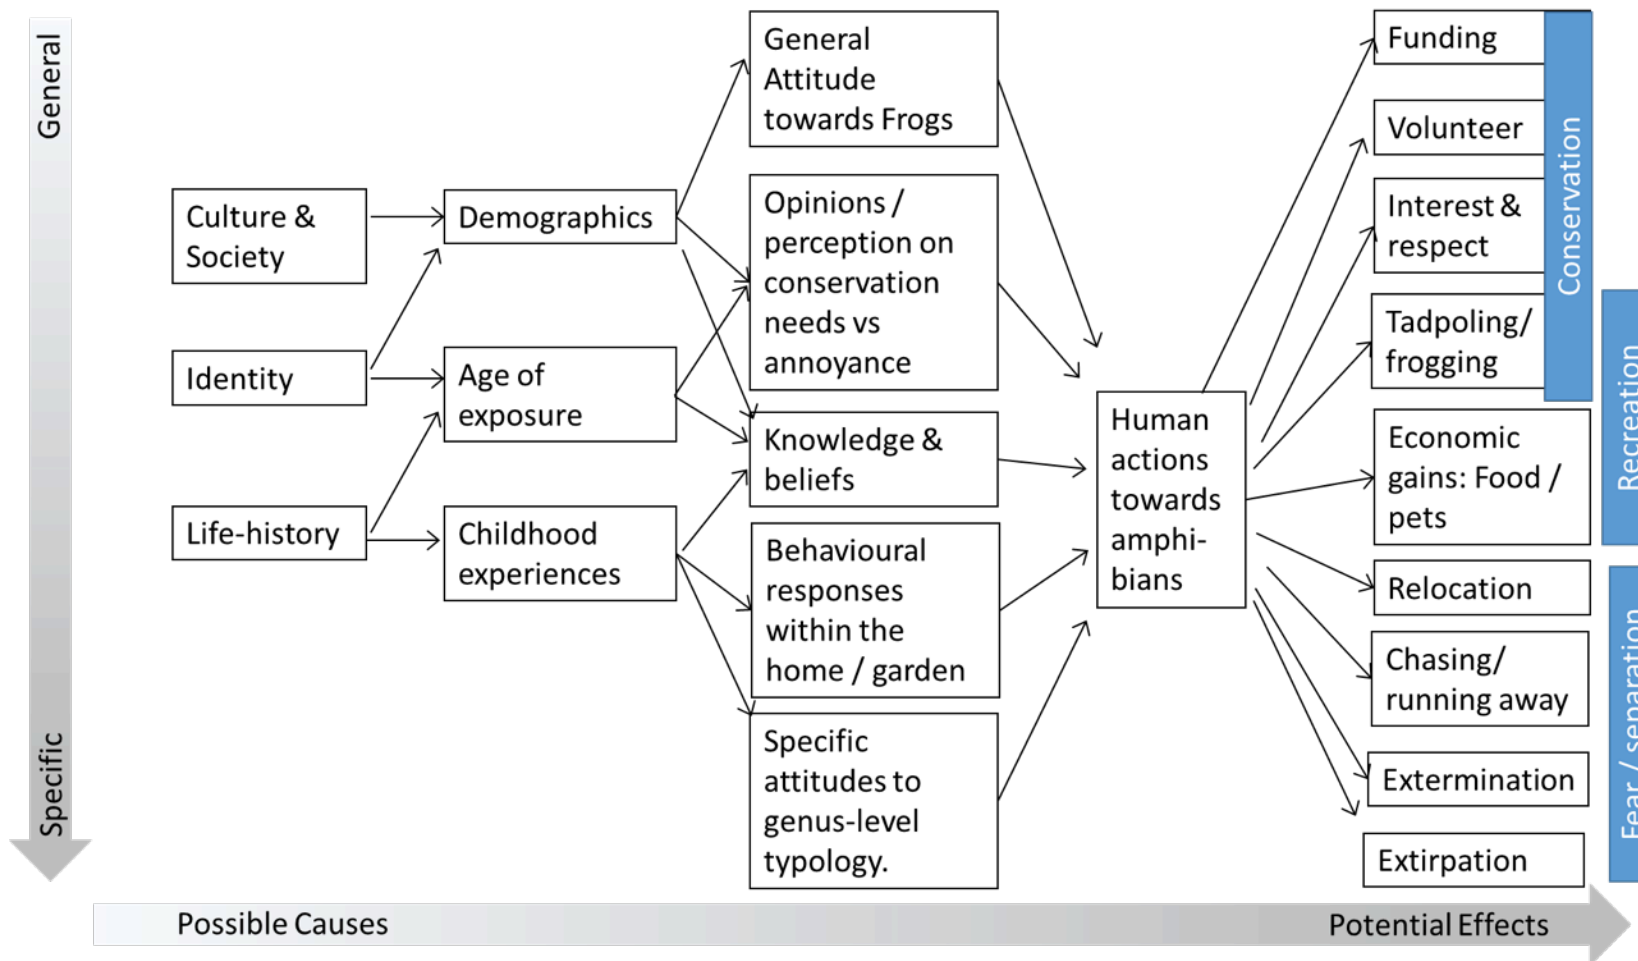 General
Specific
Culture &
Society
Identity
Life-history
Demographics
Age of
exposure
Childhood
experiences
General
Attitude
towards Frogs
Opinions /
perception on
conservation
needs vs
annoyance
Knowledge &
beliefs
Behavioural
responses
within the
home / garden
Specific
attitudes to
genus-level
typology.
Human
actions
towards
amphi-
bians
Funding
Volunteer
Interest &
respect
Tadpoling/
frogging
Economic
gains: Food /
pets
Relocation
Chasing/
running away
Extermination
Extirpation
Conservation
Recreation
Fear / separation
Possible Causes
Potential Effects